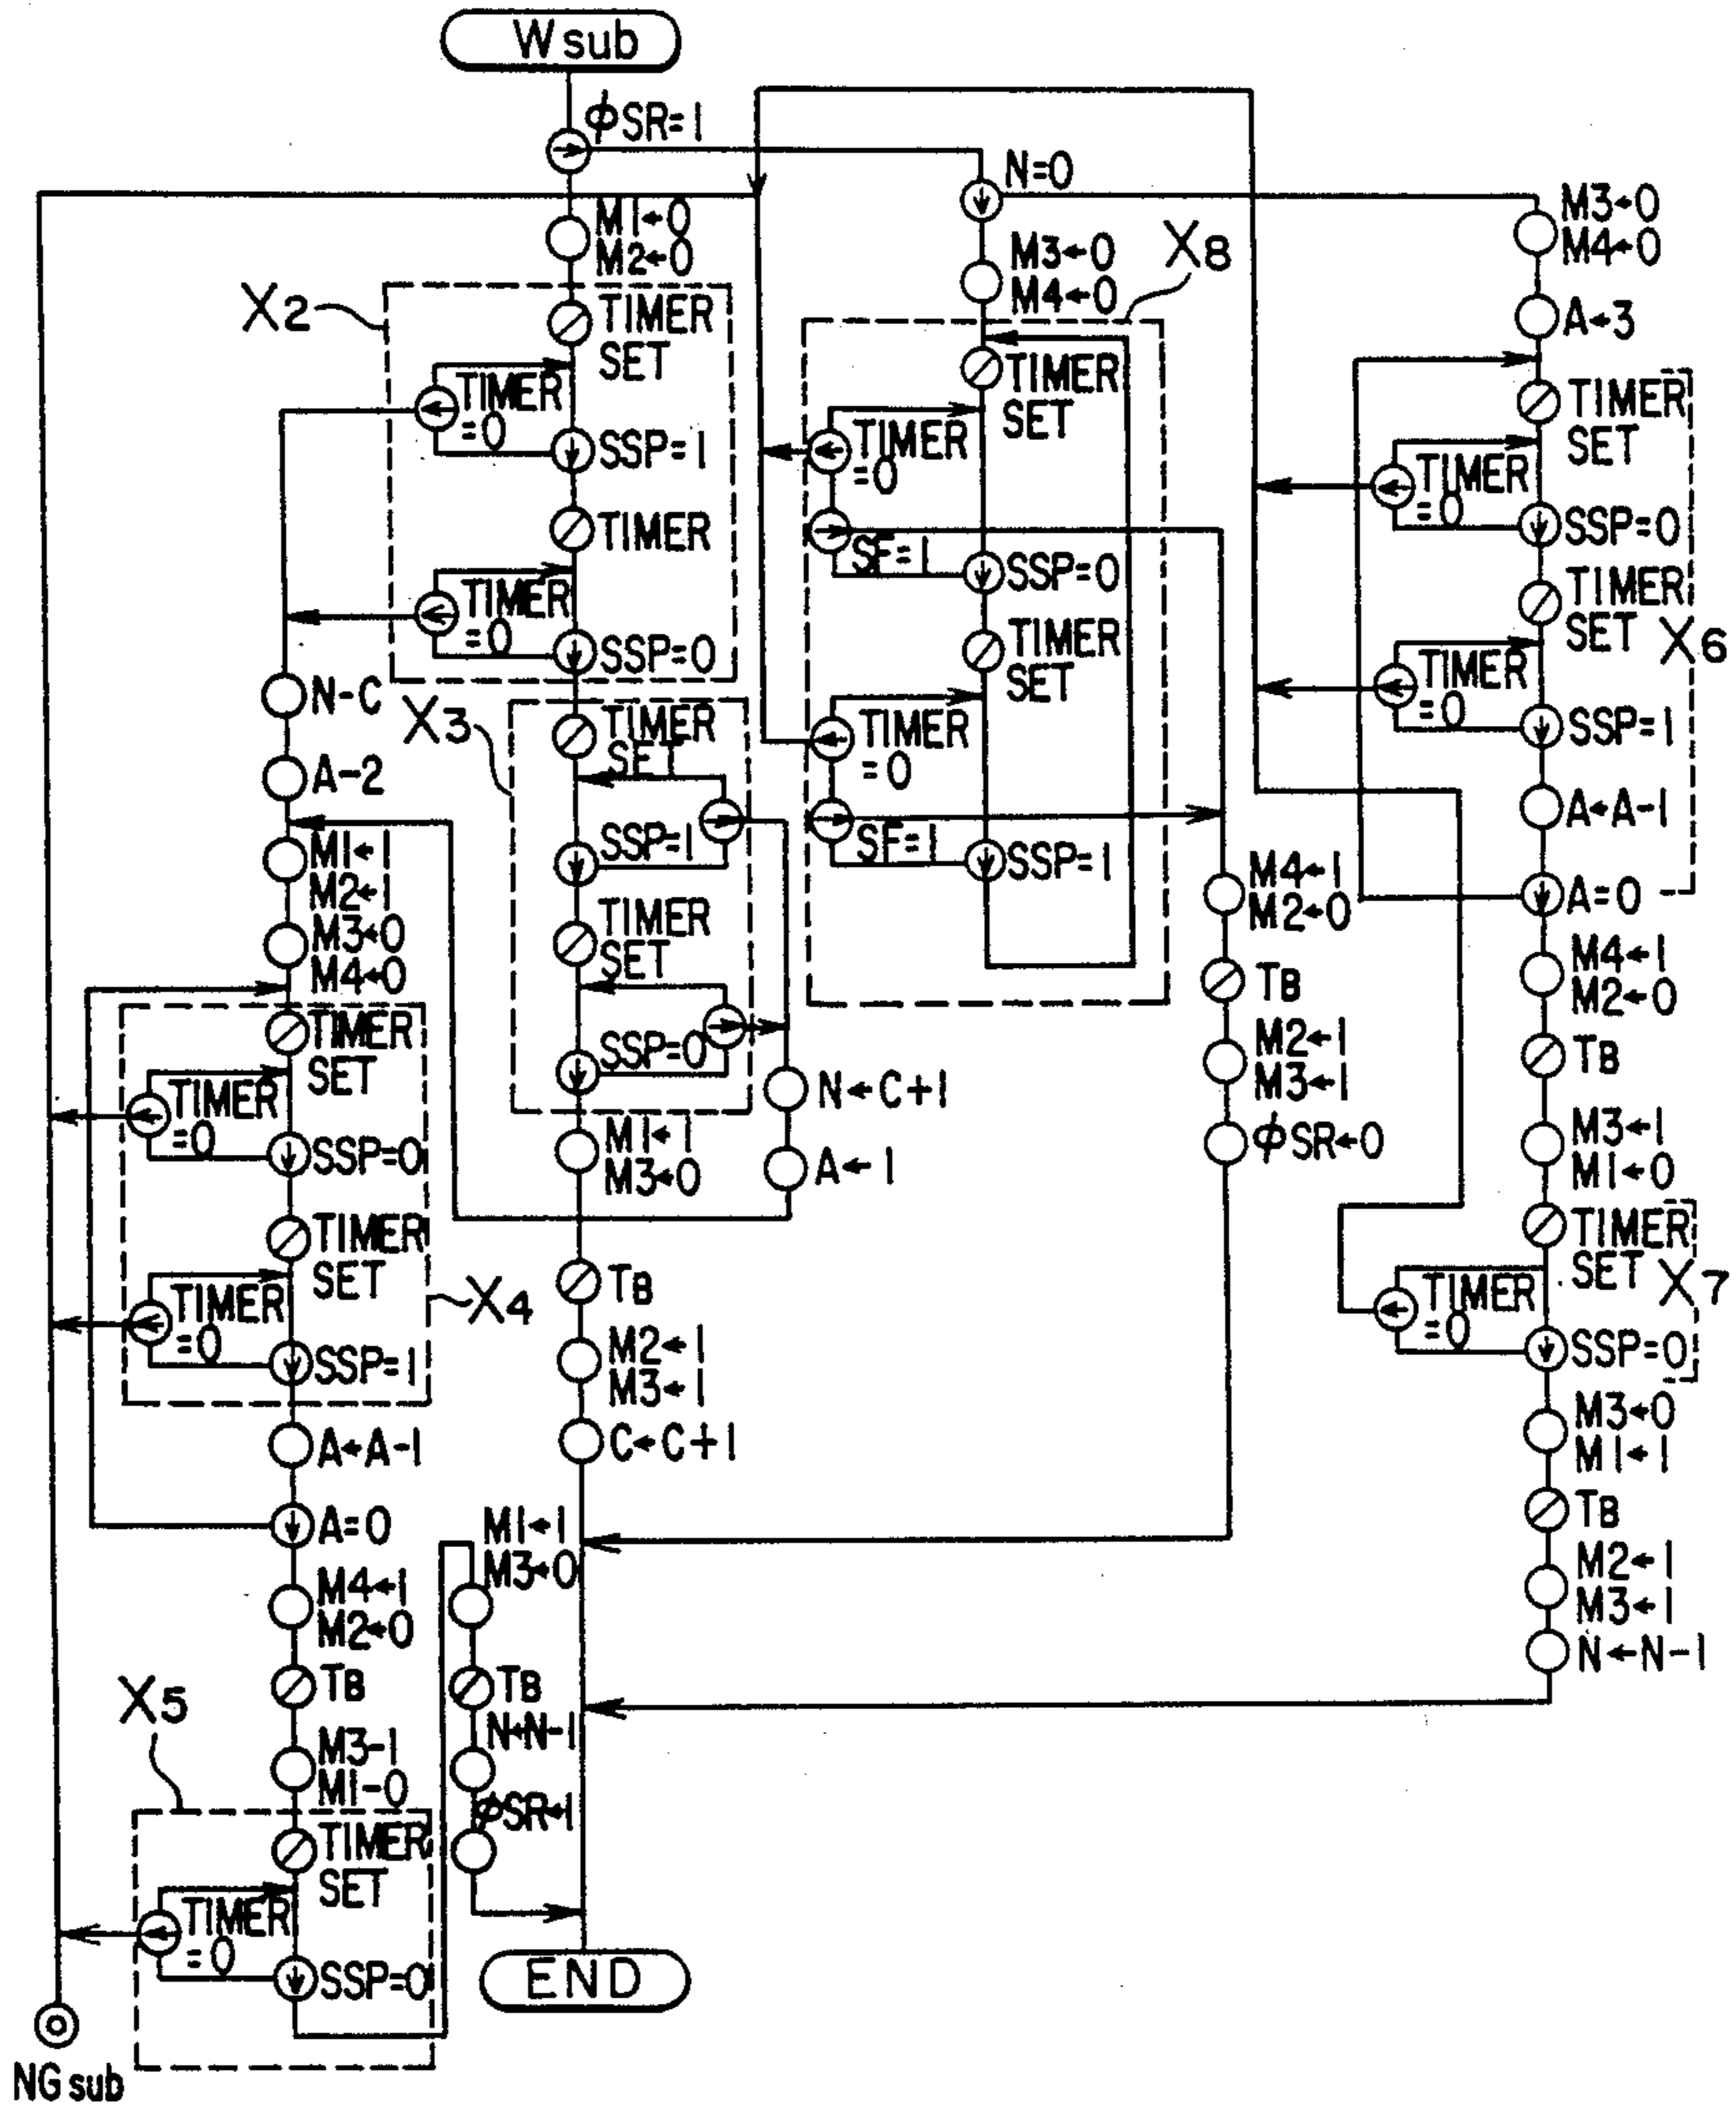 Wsub
φSR=1
M1←0
M2←0
X2
TIMER
SET
TIMER
=0
SSP=1
TIMER
TIMER
=0
SSP=0
X3
TIMER
SET
SSP=1
TIMER
SET
SSP=0
M1←1
M3←0
TB
M2←1
M3←1
C←C+1
N←C+1
A←1
N-C
A-2
M1←1
M2←1
M3←0
M4←0
TIMER
SET
TIMER
=0
SSP=0
TIMER
SET
X4
TIMER
=0
SSP=1
A←A-1
A=0
M4←1
M2←0
TB
M3-1
M1-0
X5
TIMER
SET
TIMER
=0
SSP=0
M1←1
M3←0
TB
N←N-1
φSR←1
END
NG sub
N=0
M3←0
M4←0
X8
TIMER
SET
TIMER
=0
SF=1
SSP=0
TIMER
SET
TIMER
=0
SF=1
SSP=1
M4←1
M2←0
TB
M2←1
M3←1
φSR←0
M3←0
M4←0
A←3
TIMER
SET
TIMER
=0
SSP=0
TIMER
SET
X6
TIMER
=0
SSP=1
A←A-1
A=0
M4←1
M2←0
TB
M3←1
M1←0
TIMER
SET
X7
TIMER
=0
SSP=0
M3←0
M1←1
TB
M2←1
M3←1
N←N-1